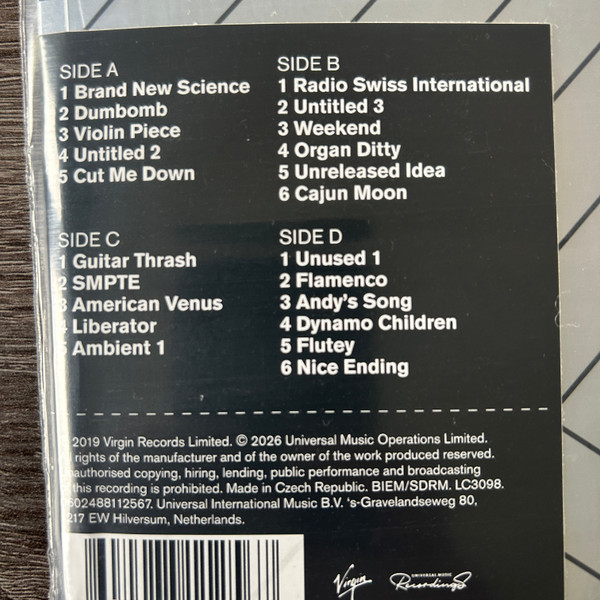 SIDE A
1 Brand New Science
2 Dumbomb
3 Violin Piece
4 Untitled 2
5 Cut Me Down
SIDE B
1 Radio Swiss International
2 Untitled 3
3 Weekend
4 Organ Ditty
5 Unreleased Idea
6 Cajun Moon
SIDE C
1 Guitar Thrash
2 SMPTE
3 American Venus
4 Liberator
5 Ambient 1
SIDE D
1 Unused 1
2 Flamenco
3 Andy's Song
4 Dynamo Children
5 Flutey
6 Nice Ending
2019 Virgin Records Limited. © 2026 Universal Music Operations Limited.
rights of the manufacturer and of the owner of the work produced reserved.
copying, hiring, lending, public performance and broadcasting
this recording is prohibited. Made in Czech Republic. BIEM/SDRM. LC3098.
602488112567. Universal International Music B.V. 's-Gravelandseweg 80,
217 EW Hilversum, Netherlands.
Virgin
UNIVERSAL MUSIC
Recordings